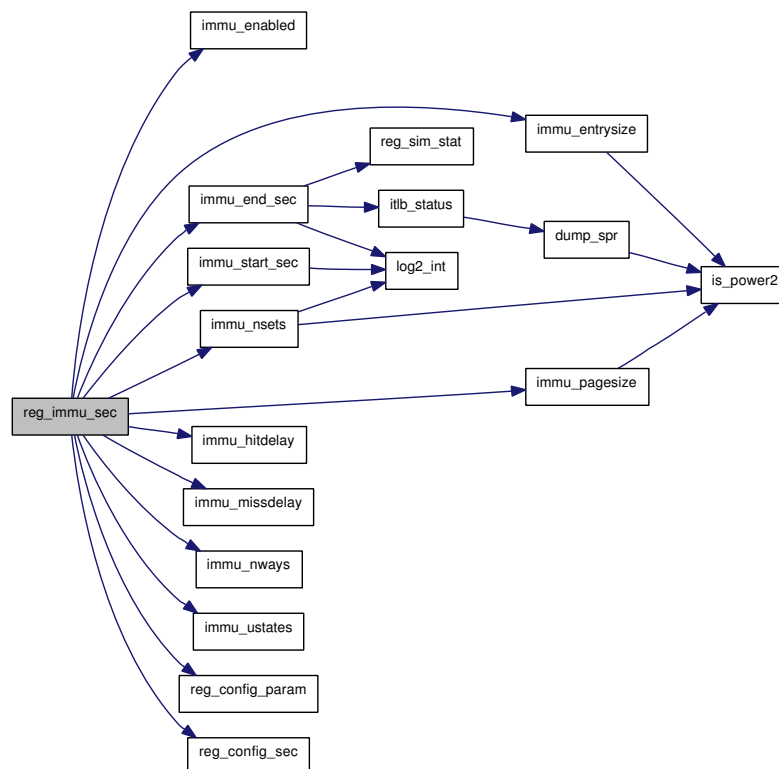 immu_enabled
immu_entrysize
reg_sim_stat
immu_end_sec
itlb_status
dump_spr
immu_start_sec
log2_int
is_power2
immu_nsets
immu_pagesize
reg_immu_sec
immu_hitdelay
immu_missdelay
immu_nways
immu_ustates
reg_config_param
reg_config_sec